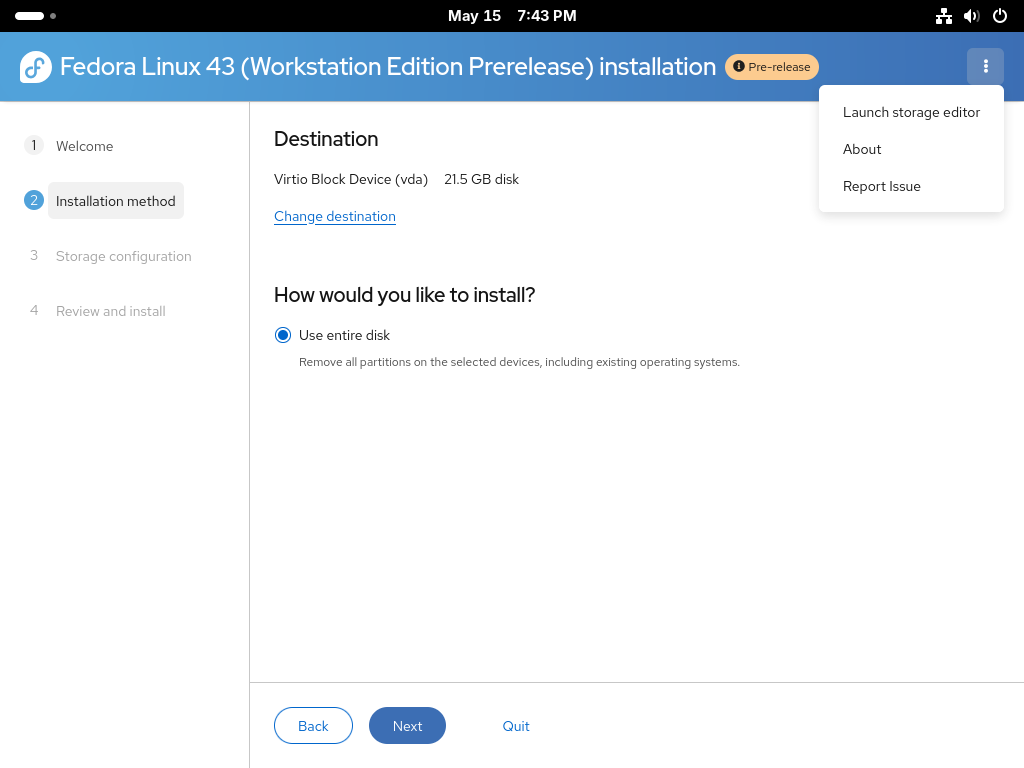 May 15 7:43 PM
Fedora Linux 43 (Workstation Edition Prerelease) installation Pre-release
Launch storage editor
About
Report Issue
1 Welcome
2 Installation method
3 Storage configuration
4 Review and install
Destination
Virtio Block Device (vda) 21.5 GB disk
Change destination
How would you like to install?
Use entire disk
Remove all partitions on the selected devices, including existing operating systems.
Back Next Quit